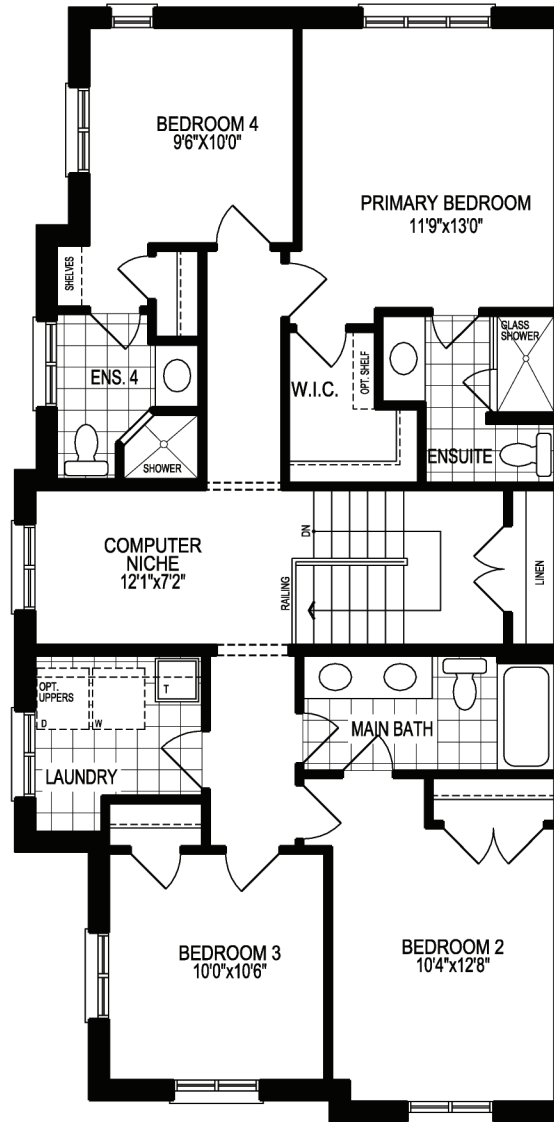 BEDROOM 4
9'6"X10'0"
PRIMARY BEDROOM
11'9"x13'0"
SHELVES
GLASS
SHOWER
ENS. 4
W.I.C.
OPT. SHELF
SHOWER
ENSUITE
COMPUTER
NICHE
12'1"x7'2"
DN
RAILING
LINEN
OPT.
UPPERS
T
D
W
LAUNDRY
MAIN BATH
BEDROOM 3
10'0"x10'6"
BEDROOM 2
10'4"x12'8"